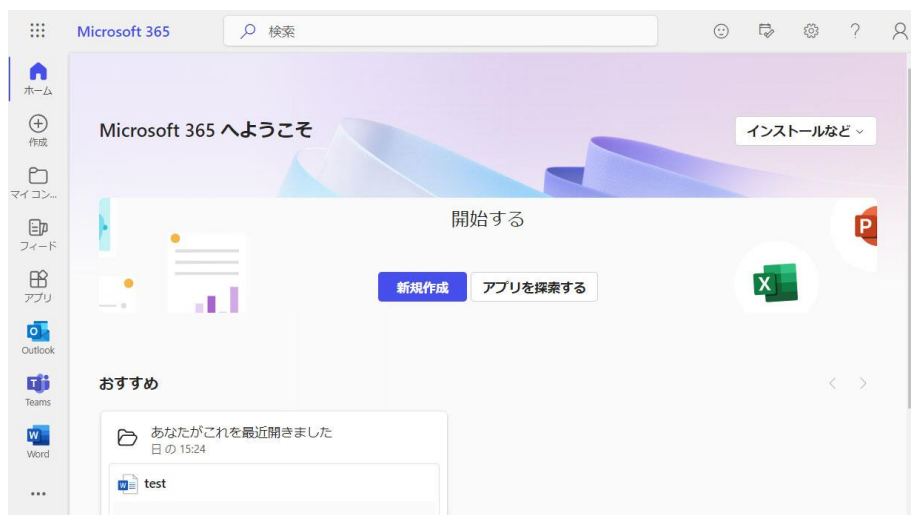 Microsoft 365
検索
ホーム
作成
マイ コン...
フィード
アプリ
Outlook
Teams
Word
Microsoft 365 へようこそ
インストールなど
開始する
新規作成
アプリを探索する
おすすめ
あなたがこれを最近開きました
日 の 15:24
test